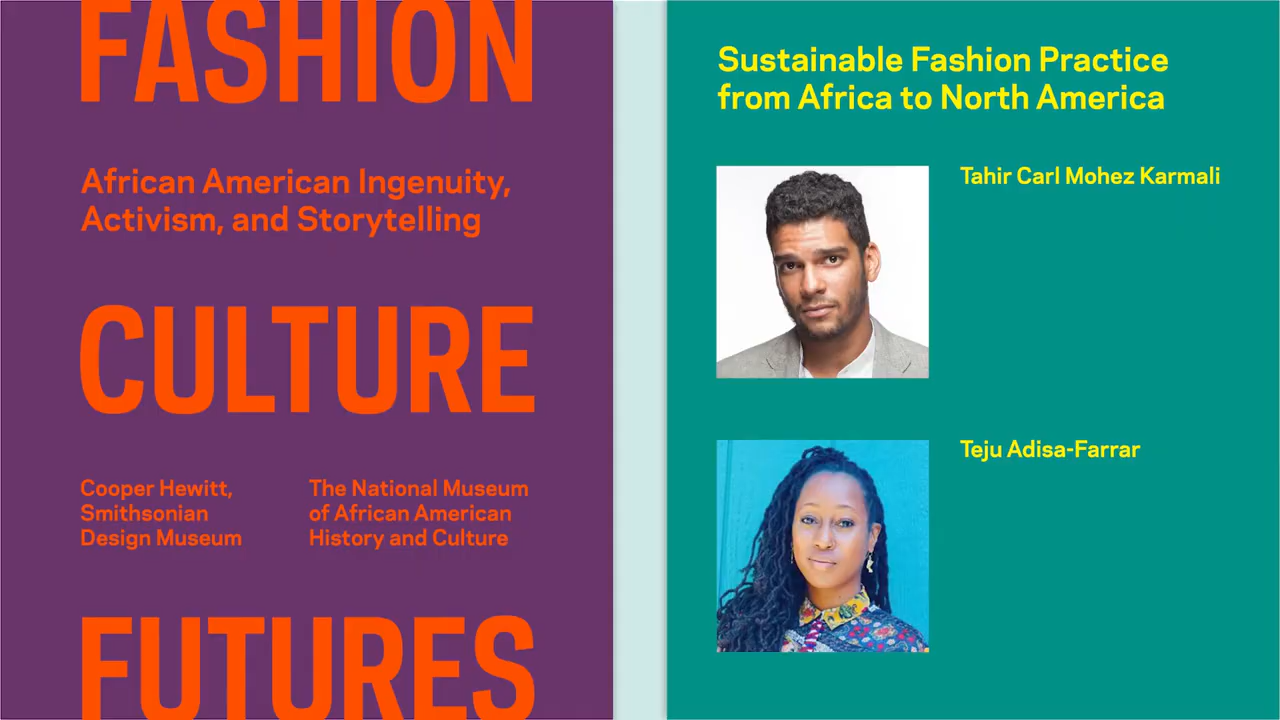 FASHION
African American Ingenuity,
Activism, and Storytelling
CULTURE
Cooper Hewitt,
Smithsonian
Design Museum
The National Museum
of African American
History and Culture
FUTURES
Sustainable Fashion Practice
from Africa to North America
Tahir Carl Mohez Karmali
Teju Adisa-Farrar